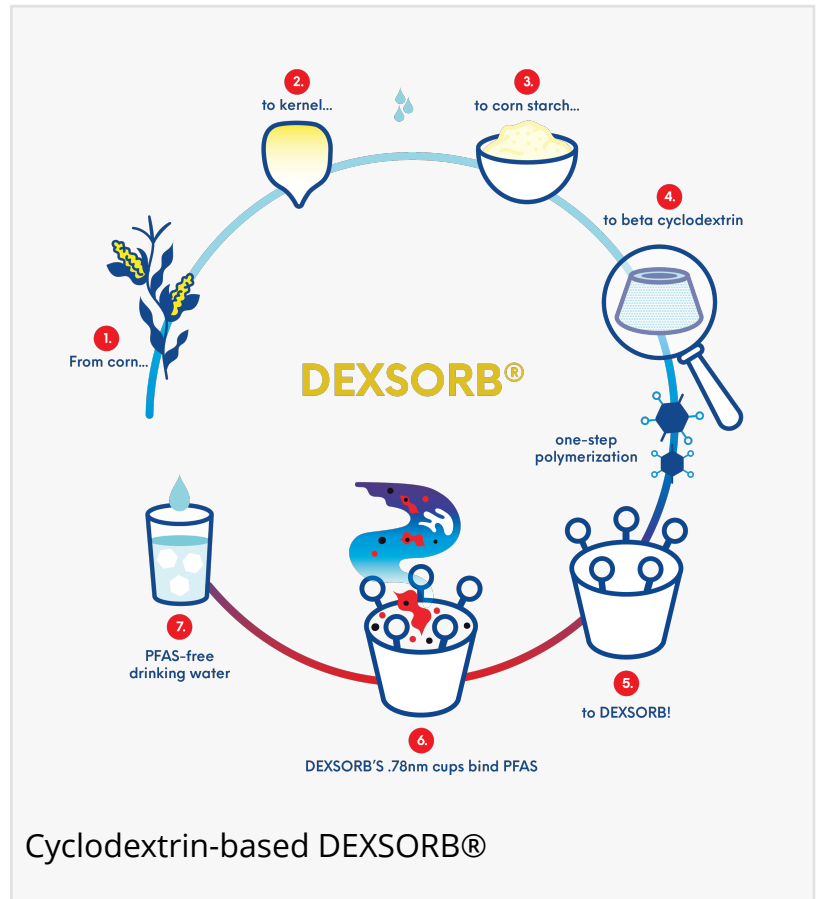 1.
From corn...
2.
to kernel...
3.
to corn starch...
4.
to beta cyclodextrin
one-step
polymerization
5.
to DEXSORB!
6.
DEXSORB'S .78nm cups bind PFAS
7.
PFAS-free
drinking water
DEXSORB®
Cyclodextrin-based DEXSORB®